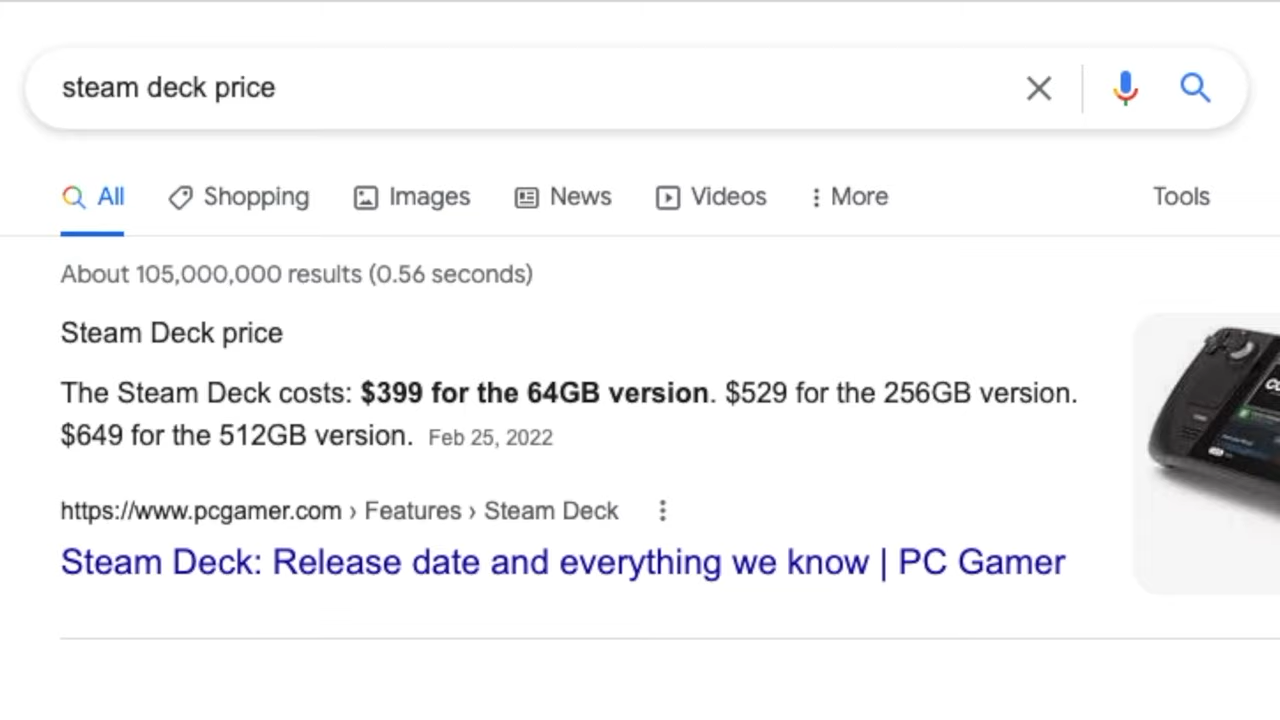 steam deck price
All Shopping Images News Videos More Tools
About 105,000,000 results (0.56 seconds)
Steam Deck price
The Steam Deck costs: $399 for the 64GB version. $529 for the 256GB version.
$649 for the 512GB version. Feb 25, 2022
https://www.pcgamer.com › Features › Steam Deck
Steam Deck: Release date and everything we know | PC Gamer